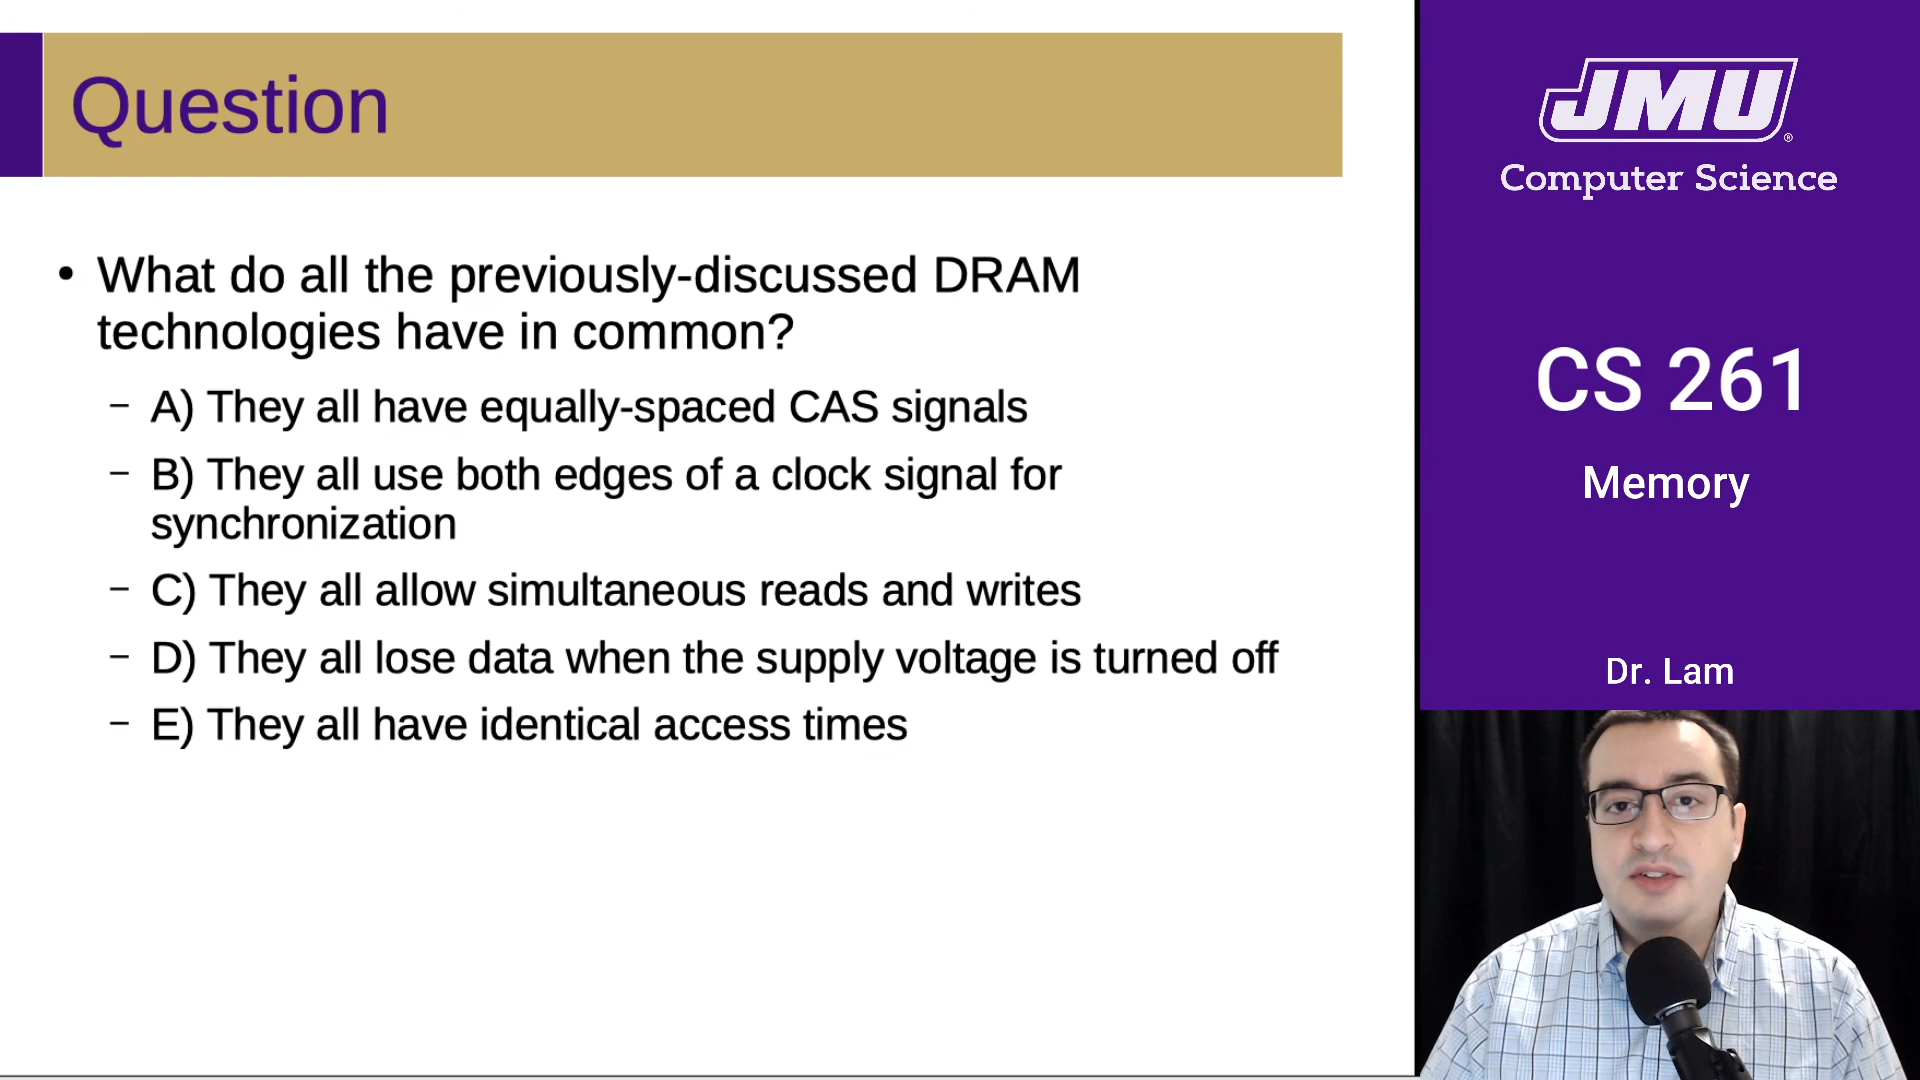 Question
• What do all the previously-discussed DRAM
technologies have in common?
– A) They all have equally-spaced CAS signals
– B) They all use both edges of a clock signal for
synchronization
– C) They all allow simultaneous reads and writes
– D) They all lose data when the supply voltage is turned off
– E) They all have identical access times
JMU®
Computer Science
CS 261
Memory
Dr. Lam